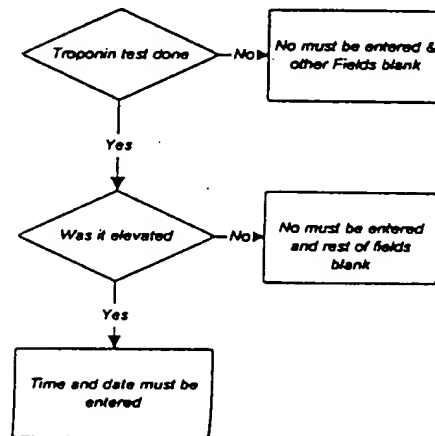 Troponin test done
No
No must be entered &
other Fields blank
Yes
Was it elevated
No
No must be entered
and rest of fields
blank
Yes
Time and date must be
entered